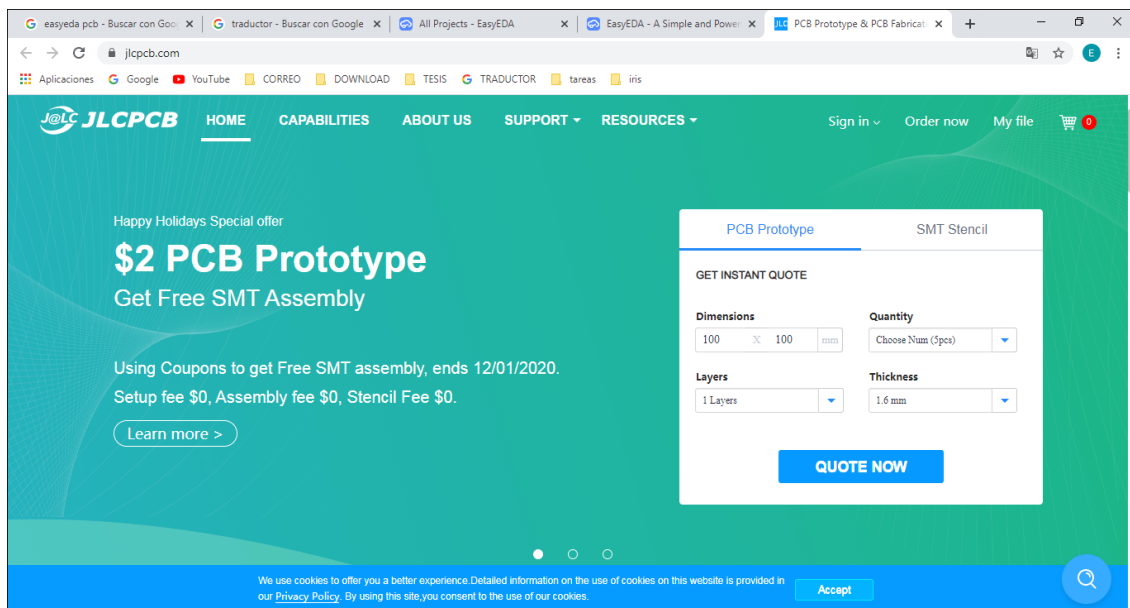 easyeda pcb - Buscar con Goo
traductor - Buscar con Google
All Projects - EasyEDA
EasyEDA - A Simple and Power
PCB Prototype & PCB Fabricat
jlcpcb.com
E
Aplicaciones
Google
YouTube
CORREO
DOWNLOAD
TESIS
TRADUCTOR
tareas
iris
J@LC JLCPCB
HOME
CAPABILITIES
ABOUT US
SUPPORT
RESOURCES
Sign in
Order now
My file
0
Happy Holidays Special offer
$2 PCB Prototype
Get Free SMT Assembly
Using Coupons to get Free SMT assembly, ends 12/01/2020.
Setup fee $0, Assembly fee $0, Stencil Fee $0.
Learn more >
PCB Prototype
SMT Stencil
GET INSTANT QUOTE
Dimensions
Quantity
100 X 100 mm
Choose Num (5pcs)
Layers
Thickness
1 Layers
1.6 mm
QUOTE NOW
We use cookies to offer you a better experience.Detailed information on the use of cookies on this website is provided in
our Privacy Policy. By using this site,you consent to the use of our cookies.
Accept